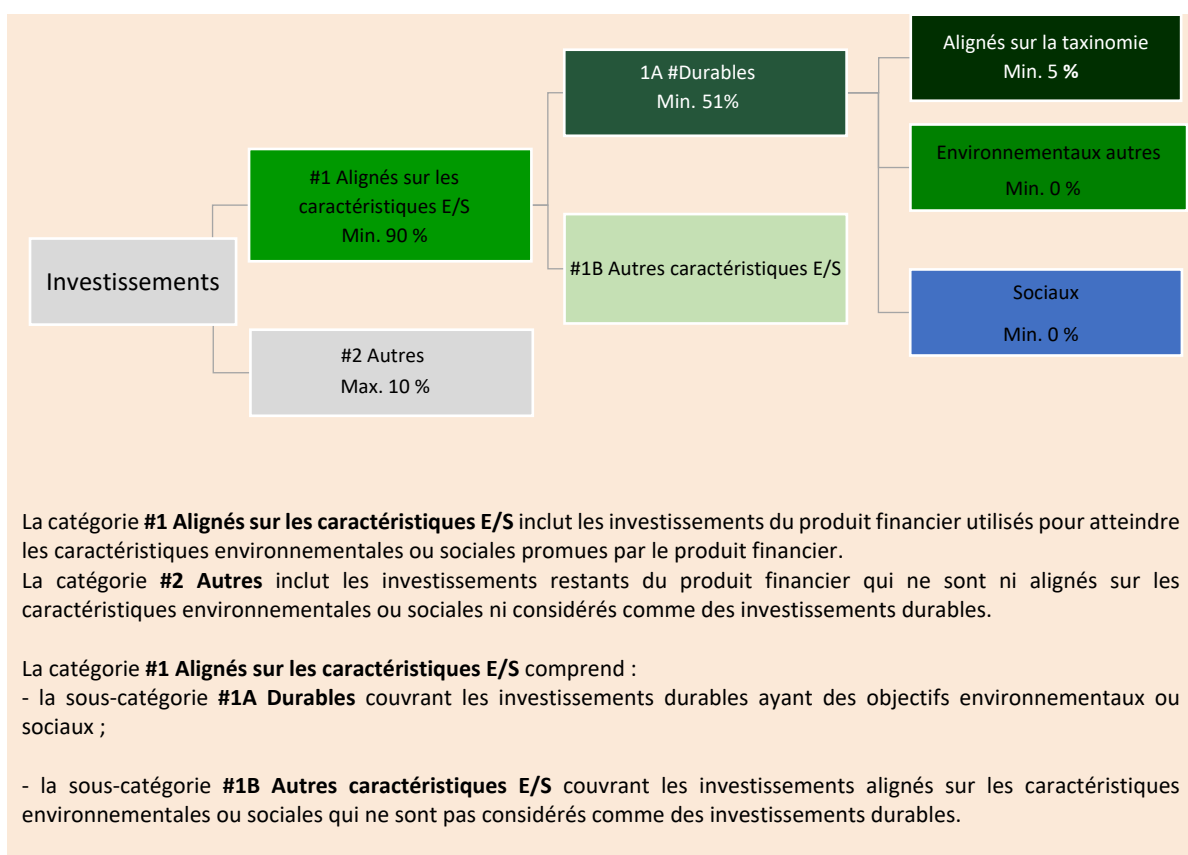 Investissements
#1 Alignés sur les
caractéristiques E/S
Min. 90 %
#2 Autres
Max. 10 %
1A #Durables
Min. 51%
#1B Autres caractéristiques E/S
Alignés sur la taxinomie
Min. 5 %
Environnementaux autres
Min. 0 %
Sociaux
Min. 0 %
La catégorie #1 Alignés sur les caractéristiques E/S inclut les investissements du produit financier utilisés pour atteindre
les caractéristiques environnementales ou sociales promues par le produit financier.
La catégorie #2 Autres inclut les investissements restants du produit financier qui ne sont ni alignés sur les
caractéristiques environnementales ou sociales ni considérés comme des investissements durables.
La catégorie #1 Alignés sur les caractéristiques E/S comprend :
- la sous-catégorie #1A Durables couvrant les investissements durables ayant des objectifs environnementaux ou
sociaux ;
- la sous-catégorie #1B Autres caractéristiques E/S couvrant les investissements alignés sur les caractéristiques
environnementales ou sociales qui ne sont pas considérés comme des investissements durables.